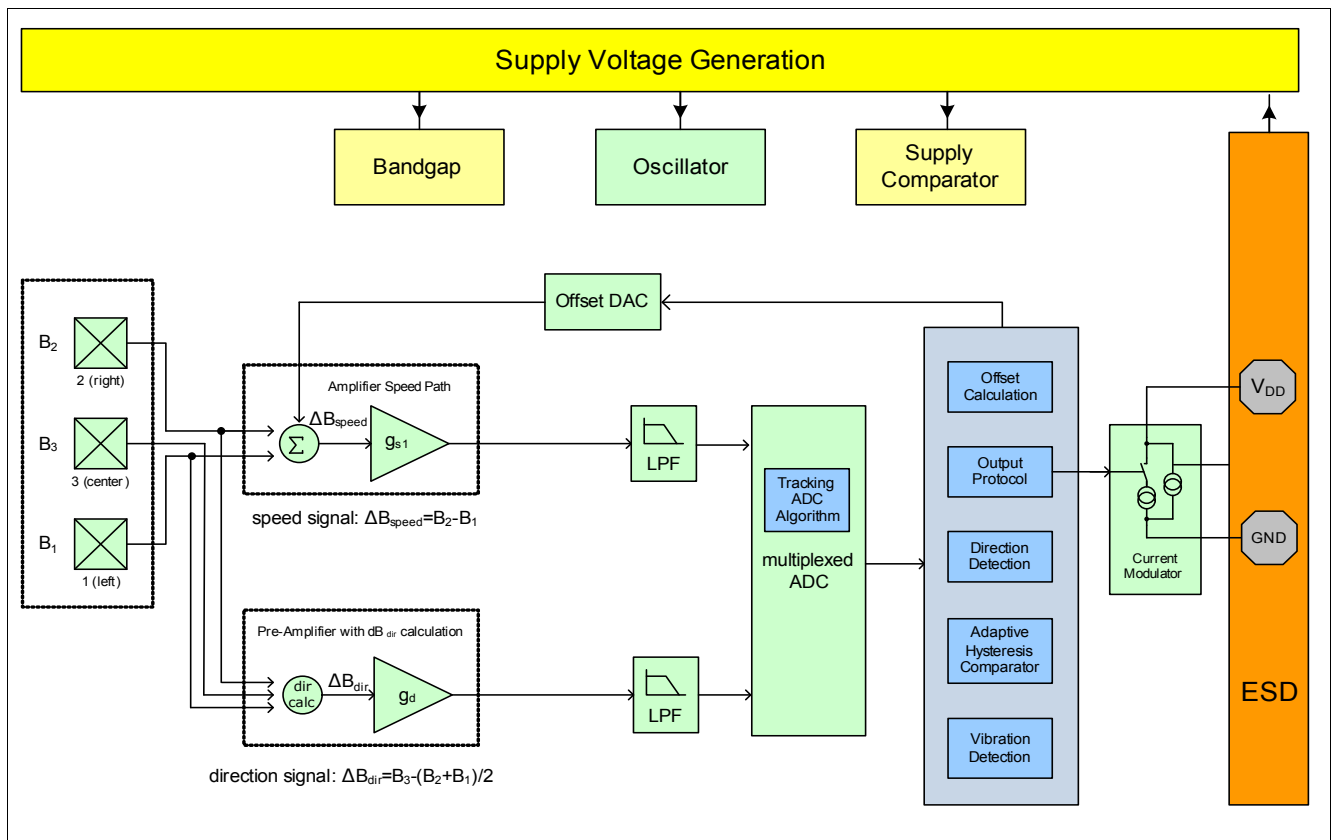 Supply Voltage Generation
Bandgap
Oscillator
Supply
Comparator
Offset DAC
B2
2 (right)
B3
3 (center)
B1
1 (left)
Amplifier Speed Path
ΔBspeed
Σ
gs1
speed signal: ΔBspeed=B2-B1
LPF
Pre-Amplifier with dB dir calculation
dir
calc
ΔBdir
gd
direction signal: ΔBdir=B3-(B2+B1)/2
LPF
Tracking
ADC
Algorithm
multiplexed
ADC
Offset
Calculation
Output
Protocol
Direction
Detection
Adaptive
Hysteresis
Comparator
Vibration
Detection
Current
Modulator
VDD
GND
ESD